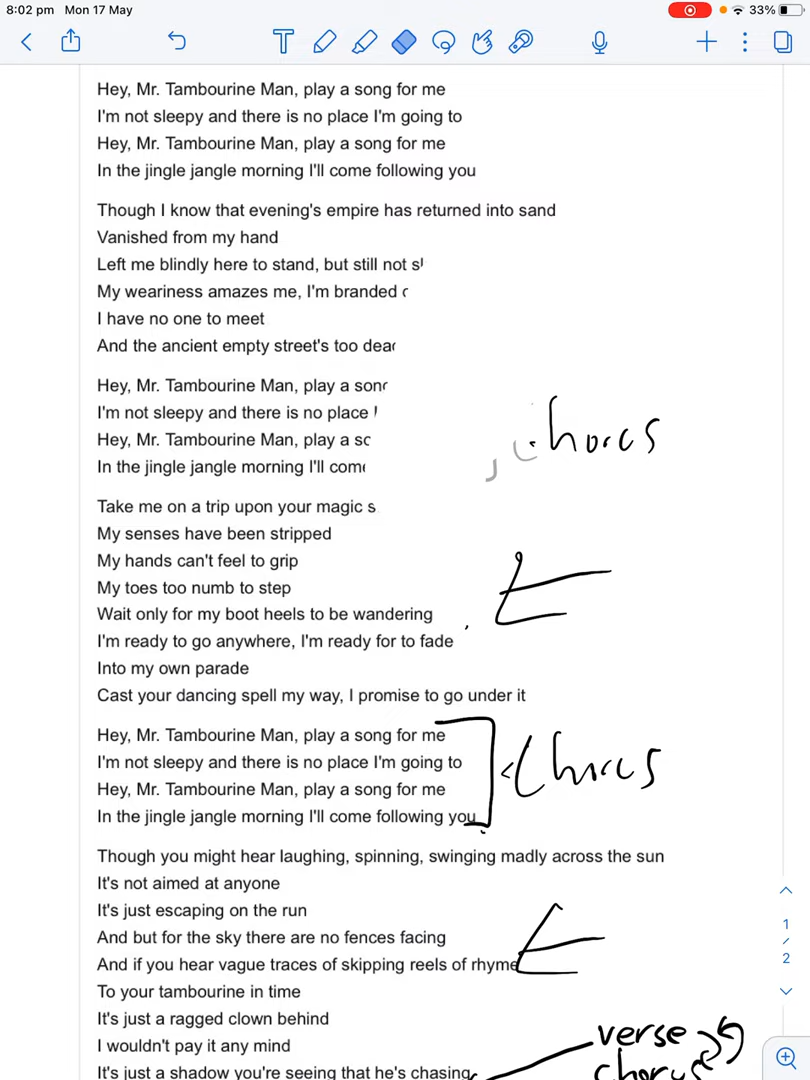 8:02 pm Mon 17 May 33%
Hey, Mr. Tambourine Man, play a song for me
I'm not sleepy and there is no place I'm going to
Hey, Mr. Tambourine Man, play a song for me
In the jingle jangle morning I'll come following you
Though I know that evening's empire has returned into sand
Vanished from my hand
Left me blindly here to stand, but still not
My weariness amazes me, I'm branded
I have no one to meet
And the ancient empty street's too
Hey, Mr. Tambourine Man, play a
I'm not sleepy and there is no place
Hey, Mr. Tambourine Man, play a
In the jingle jangle morning I'll
Take me on a trip upon your magic
My senses have been stripped
My hands can't feel to grip
My toes too numb to step
Wait only for my boot heels to be wandering
I'm ready to go anywhere, I'm ready for to fade
Into my own parade
Cast your dancing spell my way, I promise to go under it
Hey, Mr. Tambourine Man, play a song for me
I'm not sleepy and there is no place I'm going to
Hey, Mr. Tambourine Man, play a song for me
In the jingle jangle morning I'll come following you
Though you might hear laughing, spinning, swinging madly across the sun
It's not aimed at anyone
It's just escaping on the run
And but for the sky there are no fences facing
And if you hear vague traces of skipping reels of rhyme
To your tambourine in time
It's just a ragged clown behind
I wouldn't pay it any mind
verse
It's just a shadow you're seeing that he's chasing
chorus
1
/
2